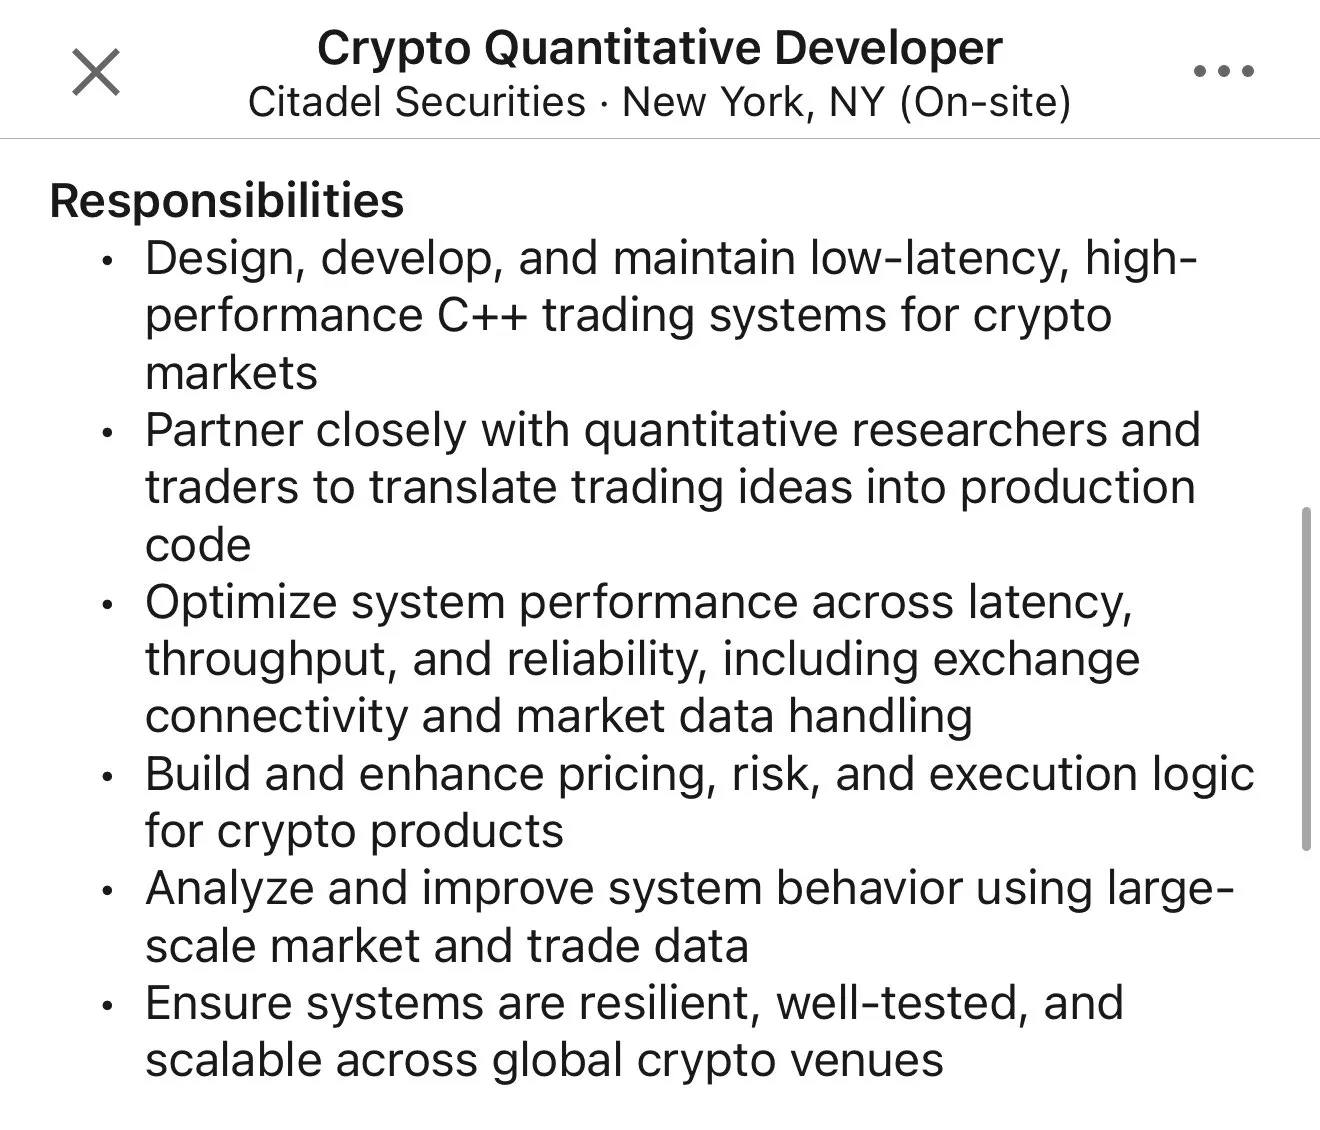 Crypto Quantitative Developer
Citadel Securities · New York, NY (On-site)
Responsibilities
• Design, develop, and maintain low-latency, high-
performance C++ trading systems for crypto
markets
• Partner closely with quantitative researchers and
traders to translate trading ideas into production
code
• Optimize system performance across latency,
throughput, and reliability, including exchange
connectivity and market data handling
• Build and enhance pricing, risk, and execution logic
for crypto products
• Analyze and improve system behavior using large-
scale market and trade data
• Ensure systems are resilient, well-tested, and
scalable across global crypto venues